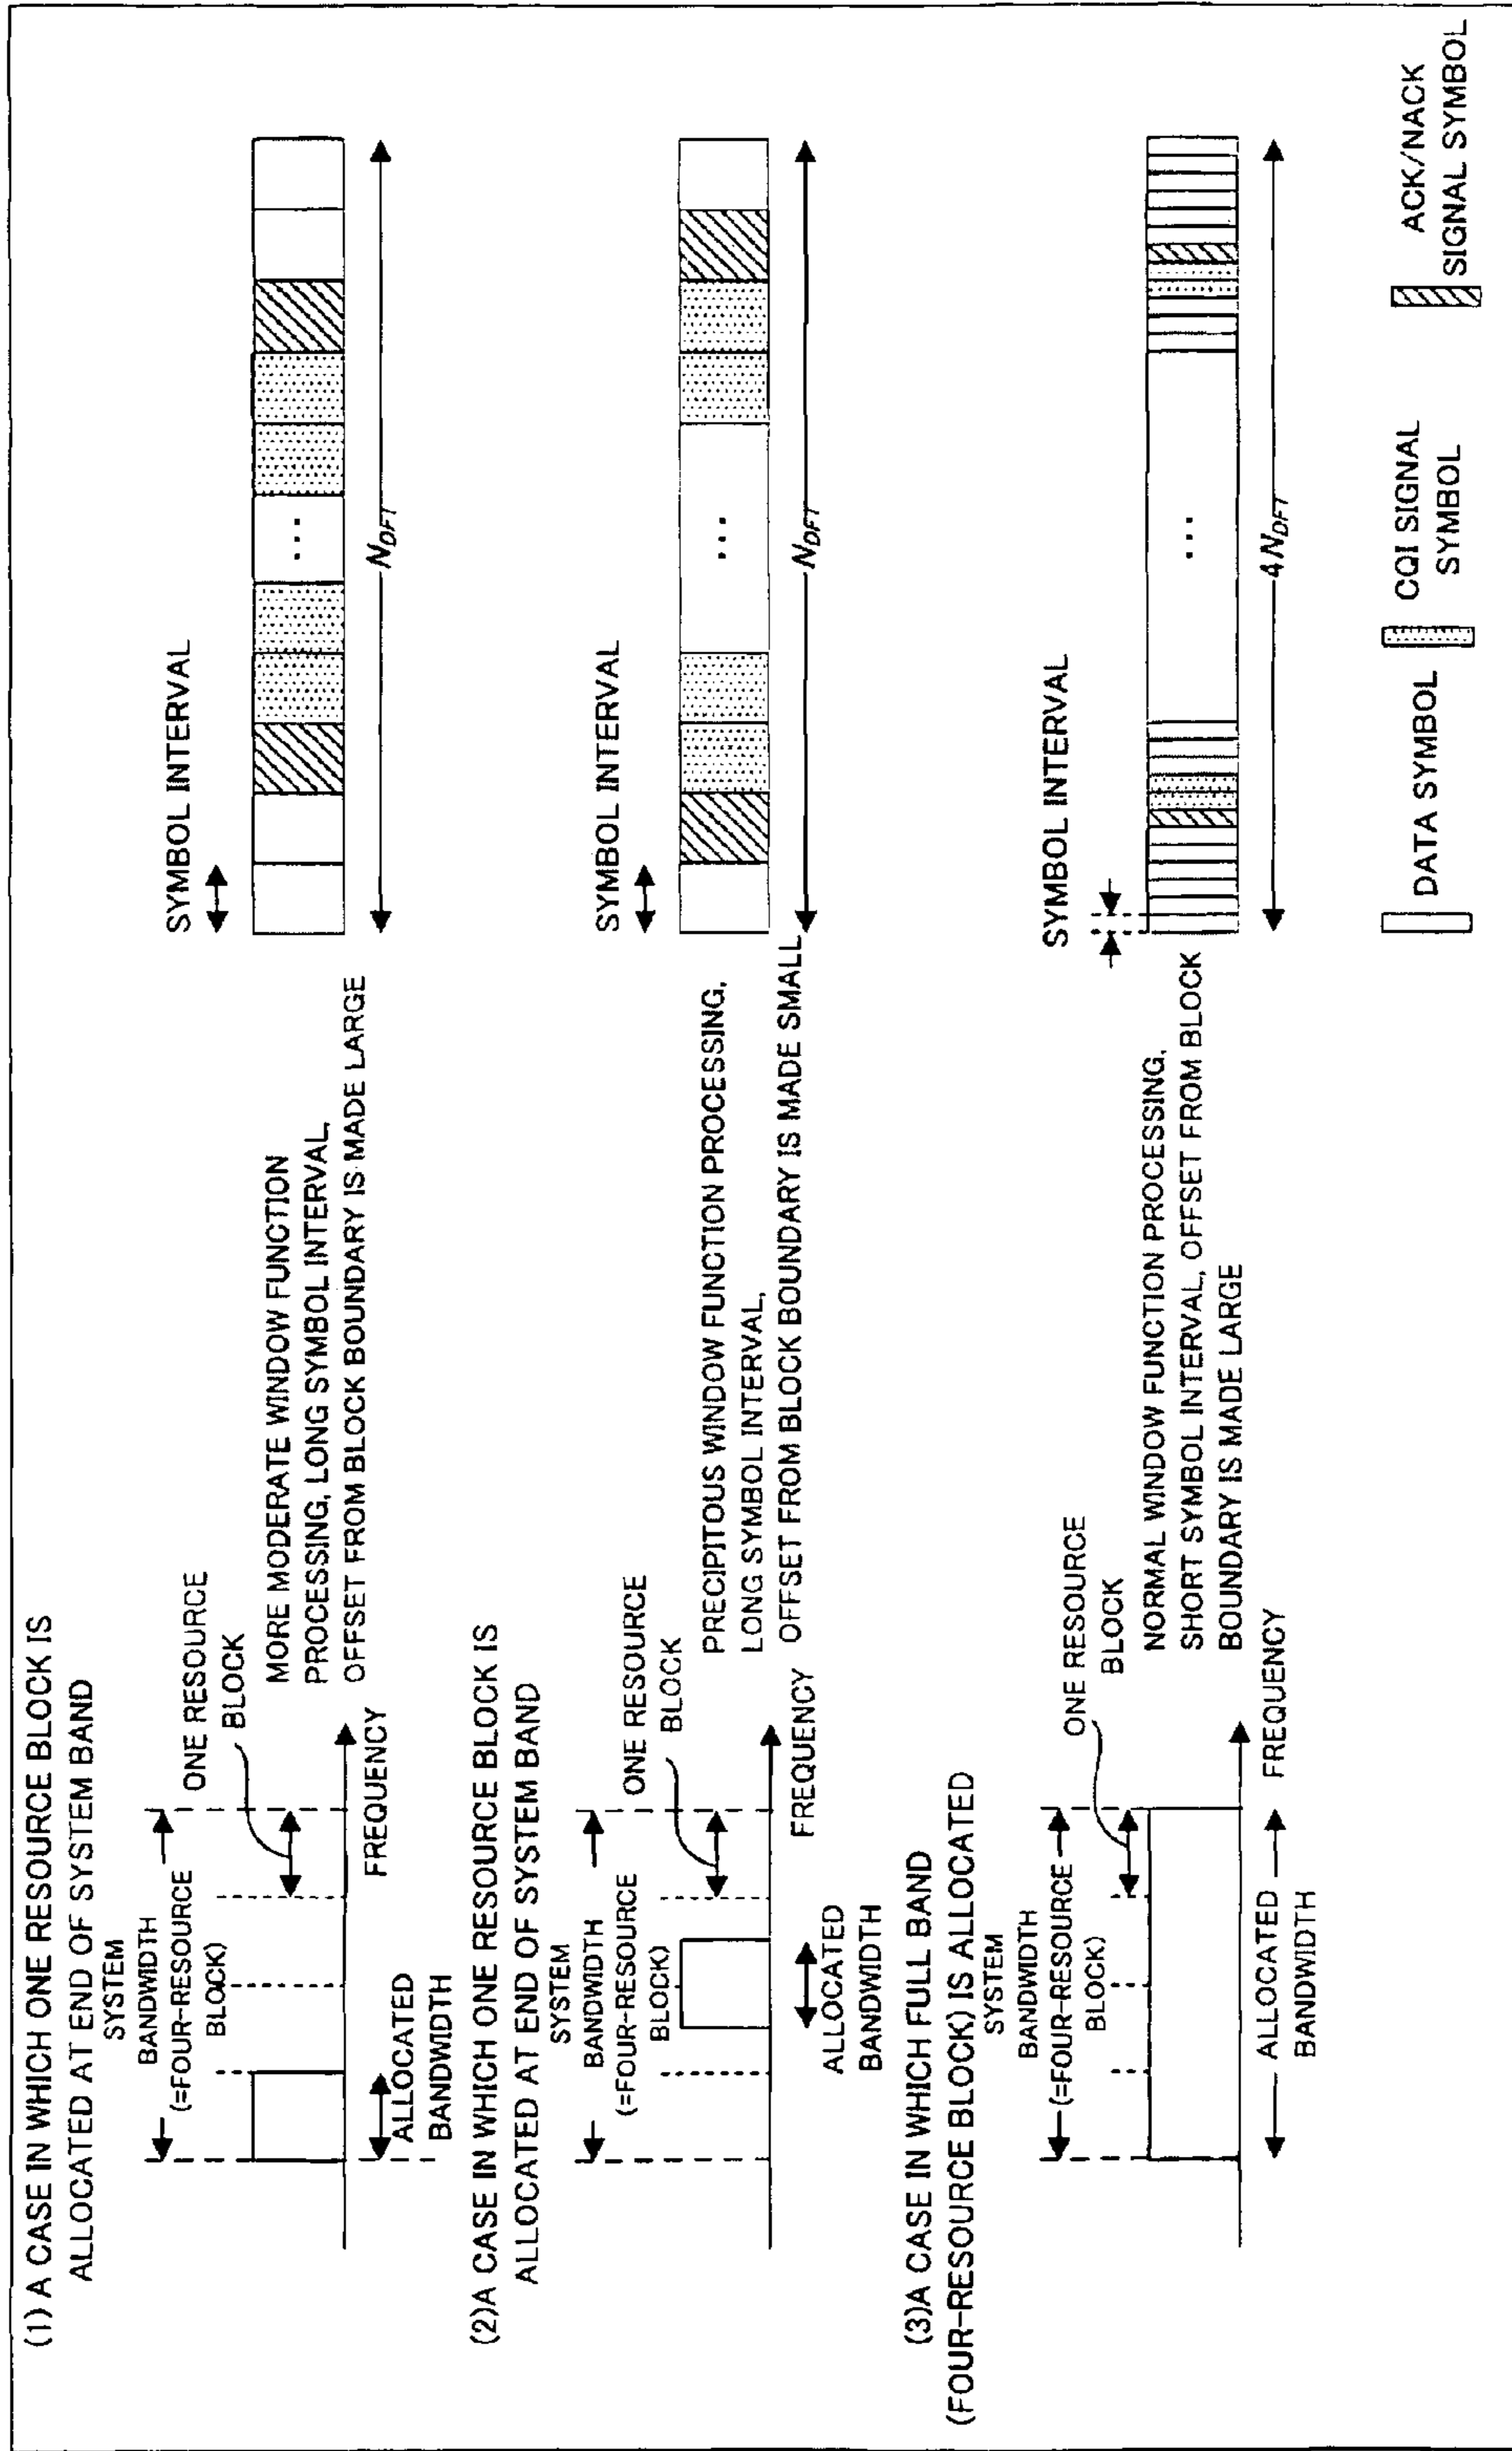 (1) A CASE IN WHICH ONE RESOURCE BLOCK IS
ALLOCATED AT END OF SYSTEM BAND
SYSTEM
BANDWIDTH
(=FOUR-RESOURCE
BLOCK)
ONE RESOURCE
BLOCK
FREQUENCY
ALLOCATED
BANDWIDTH
MORE MODERATE WINDOW FUNCTION
PROCESSING, LONG SYMBOL INTERVAL,
OFFSET FROM BLOCK BOUNDARY IS MADE LARGE
SYMBOL INTERVAL
...
N_DFT
(2)A CASE IN WHICH ONE RESOURCE BLOCK IS
ALLOCATED AT END OF SYSTEM BAND
SYSTEM
BANDWIDTH
(=FOUR-RESOURCE
BLOCK)
ONE RESOURCE
BLOCK
FREQUENCY
ALLOCATED
BANDWIDTH
PRECIPITOUS WINDOW FUNCTION PROCESSING,
LONG SYMBOL INTERVAL,
OFFSET FROM BLOCK BOUNDARY IS MADE SMALL
SYMBOL INTERVAL
...
N_DFT
(3)A CASE IN WHICH FULL BAND
(FOUR-RESOURCE BLOCK) IS ALLOCATED
SYSTEM
BANDWIDTH
(=FOUR-RESOURCE
BLOCK)
ONE RESOURCE
BLOCK
FREQUENCY
ALLOCATED
BANDWIDTH
NORMAL WINDOW FUNCTION PROCESSING,
SHORT SYMBOL INTERVAL, OFFSET FROM BLOCK
BOUNDARY IS MADE LARGE
SYMBOL INTERVAL
...
4 N_DFT
DATA SYMBOL
CQI SIGNAL
SYMBOL
ACK/NACK
SIGNAL SYMBOL